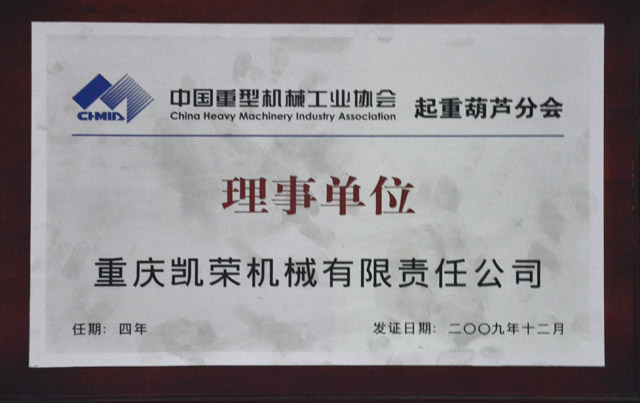 CHMIA 中国重型机械工业协会 起重葫芦分会
China Heavy Machinery Industry Association
理事单位
重庆凯荣机械有限责任公司
任期：四年 发证日期：二〇〇九年十二月